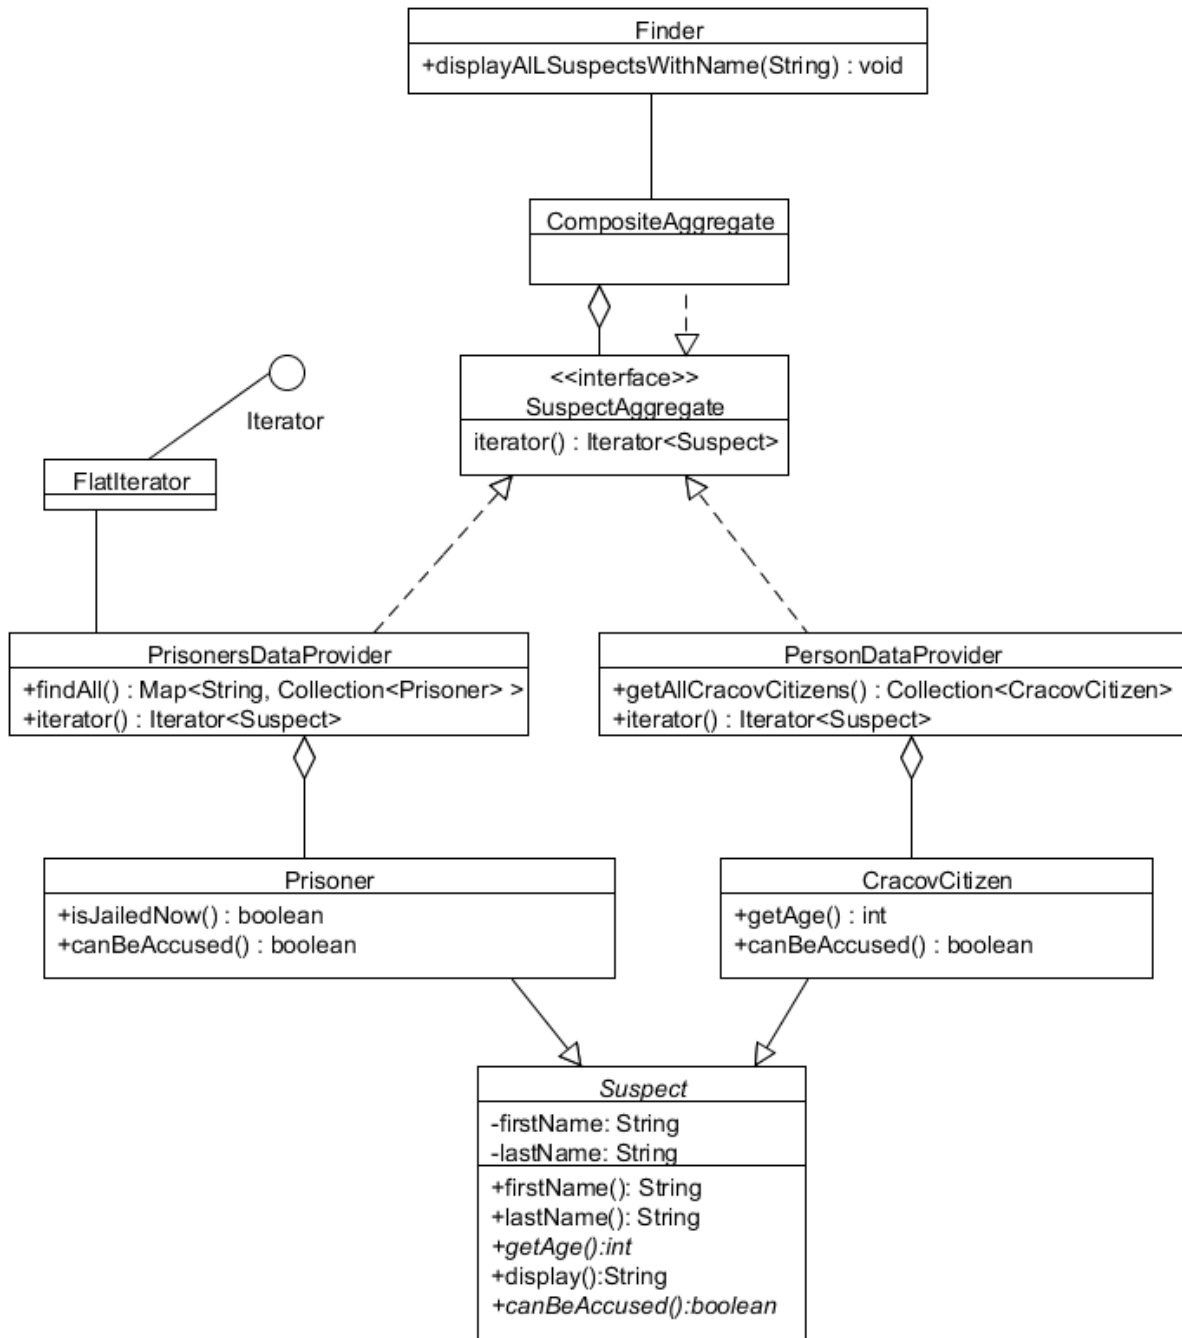 Finder
+displayAlLSuspectsWithName(String) : void
CompositeAggregate
<<interface>>
SuspectAggregate
iterator() : Iterator<Suspect>
Iterator
FlatIterator
PrisonersDataProvider
+findAll() : Map<String, Collection<Prisoner> >
+iterator() : Iterator<Suspect>
PersonDataProvider
+getAllCracovCitizens() : Collection<CracovCitizen>
+iterator() : Iterator<Suspect>
Prisoner
+isJailedNow() : boolean
+canBeAccused() : boolean
CracovCitizen
+getAge() : int
+canBeAccused() : boolean
Suspect
-firstName: String
-lastName: String
+firstName(): String
+lastName(): String
+getAge():int
+display():String
+canBeAccused():boolean